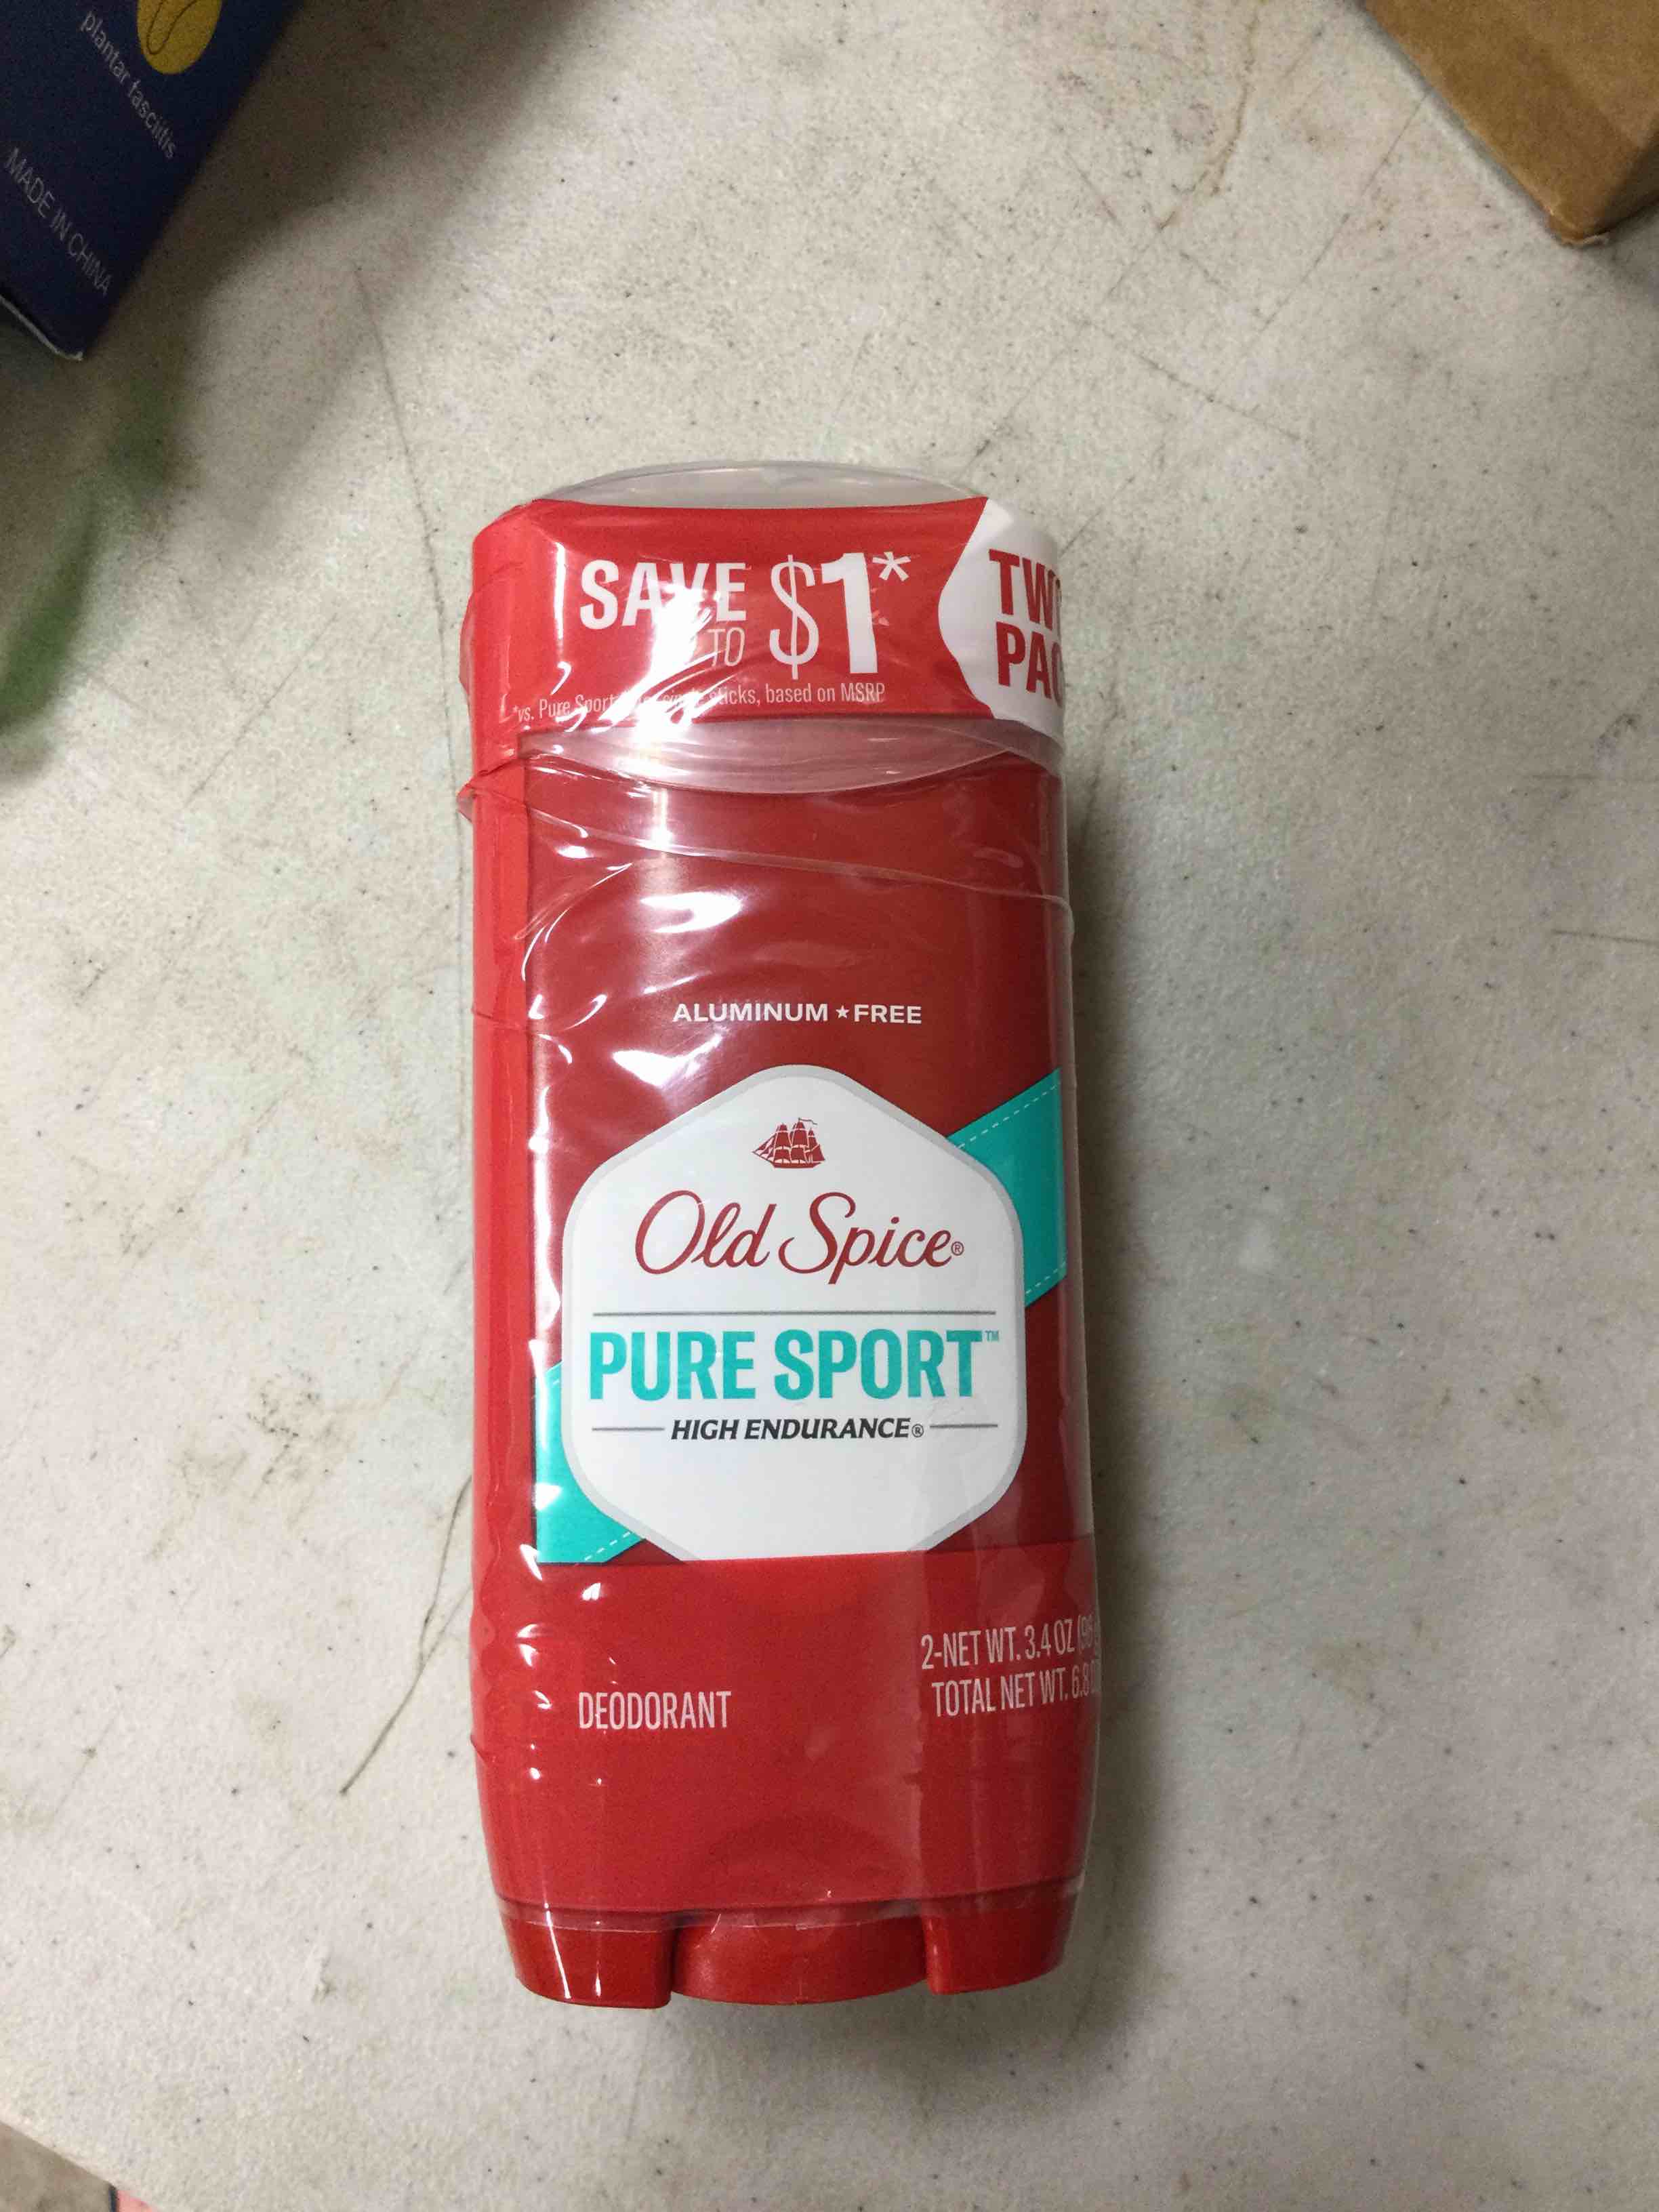 plantar fasciitis
MADE IN CHINA
SAVE $1*
TO
*vs. Pure Sport sticks, based on MSRP
ALUMINUM ★ FREE
Old Spice®
PURE SPORT™
HIGH ENDURANCE®
2-NET WT. 3.4 OZ
TOTAL NET WT. 6.8
DEODORANT